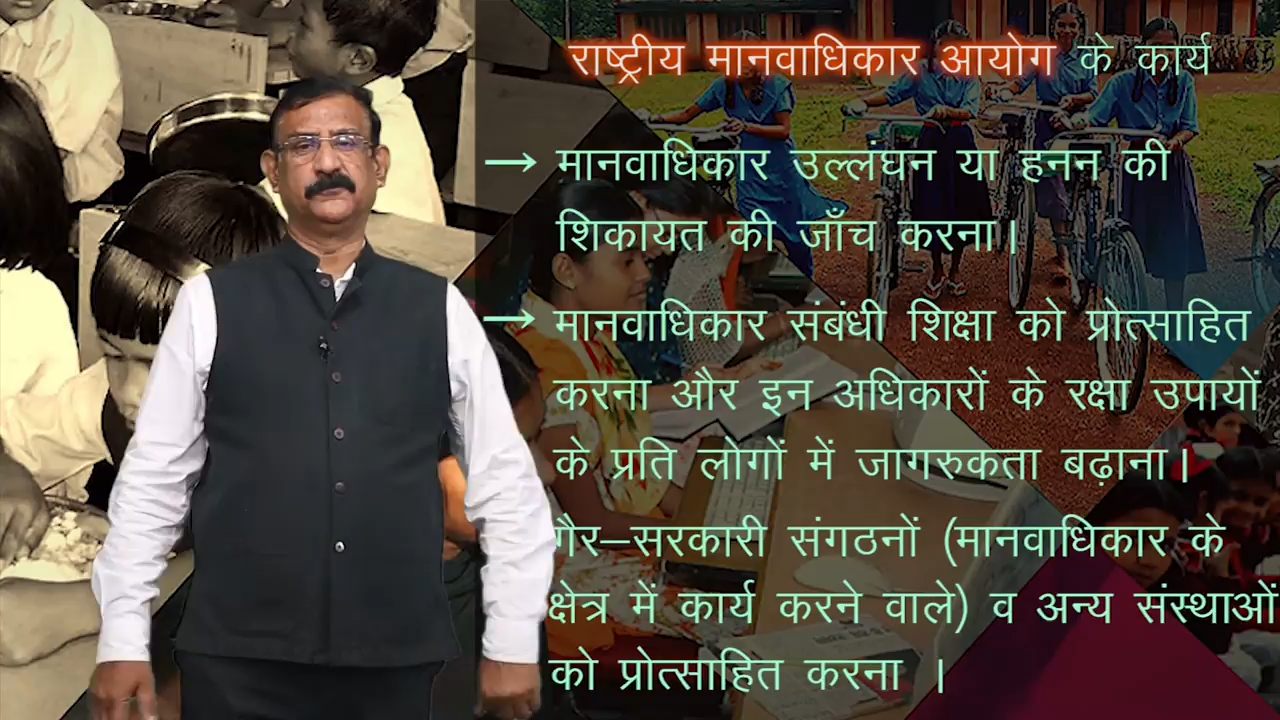 राष्ट्रीय मानवाधिकार आयोग के कार्य
→ मानवाधिकार उल्लंघन या हनन की
शिकायत की जाँच करना।
→ मानवाधिकार संबंधी शिक्षा को प्रोत्साहित
करना और इन अधिकारों के रक्षा उपायों
के प्रति लोगों में जागरुकता बढ़ाना।
गैर–सरकारी संगठनों (मानवाधिकार के
क्षेत्र में कार्य करने वाले) व अन्य संस्थाओं
को प्रोत्साहित करना ।